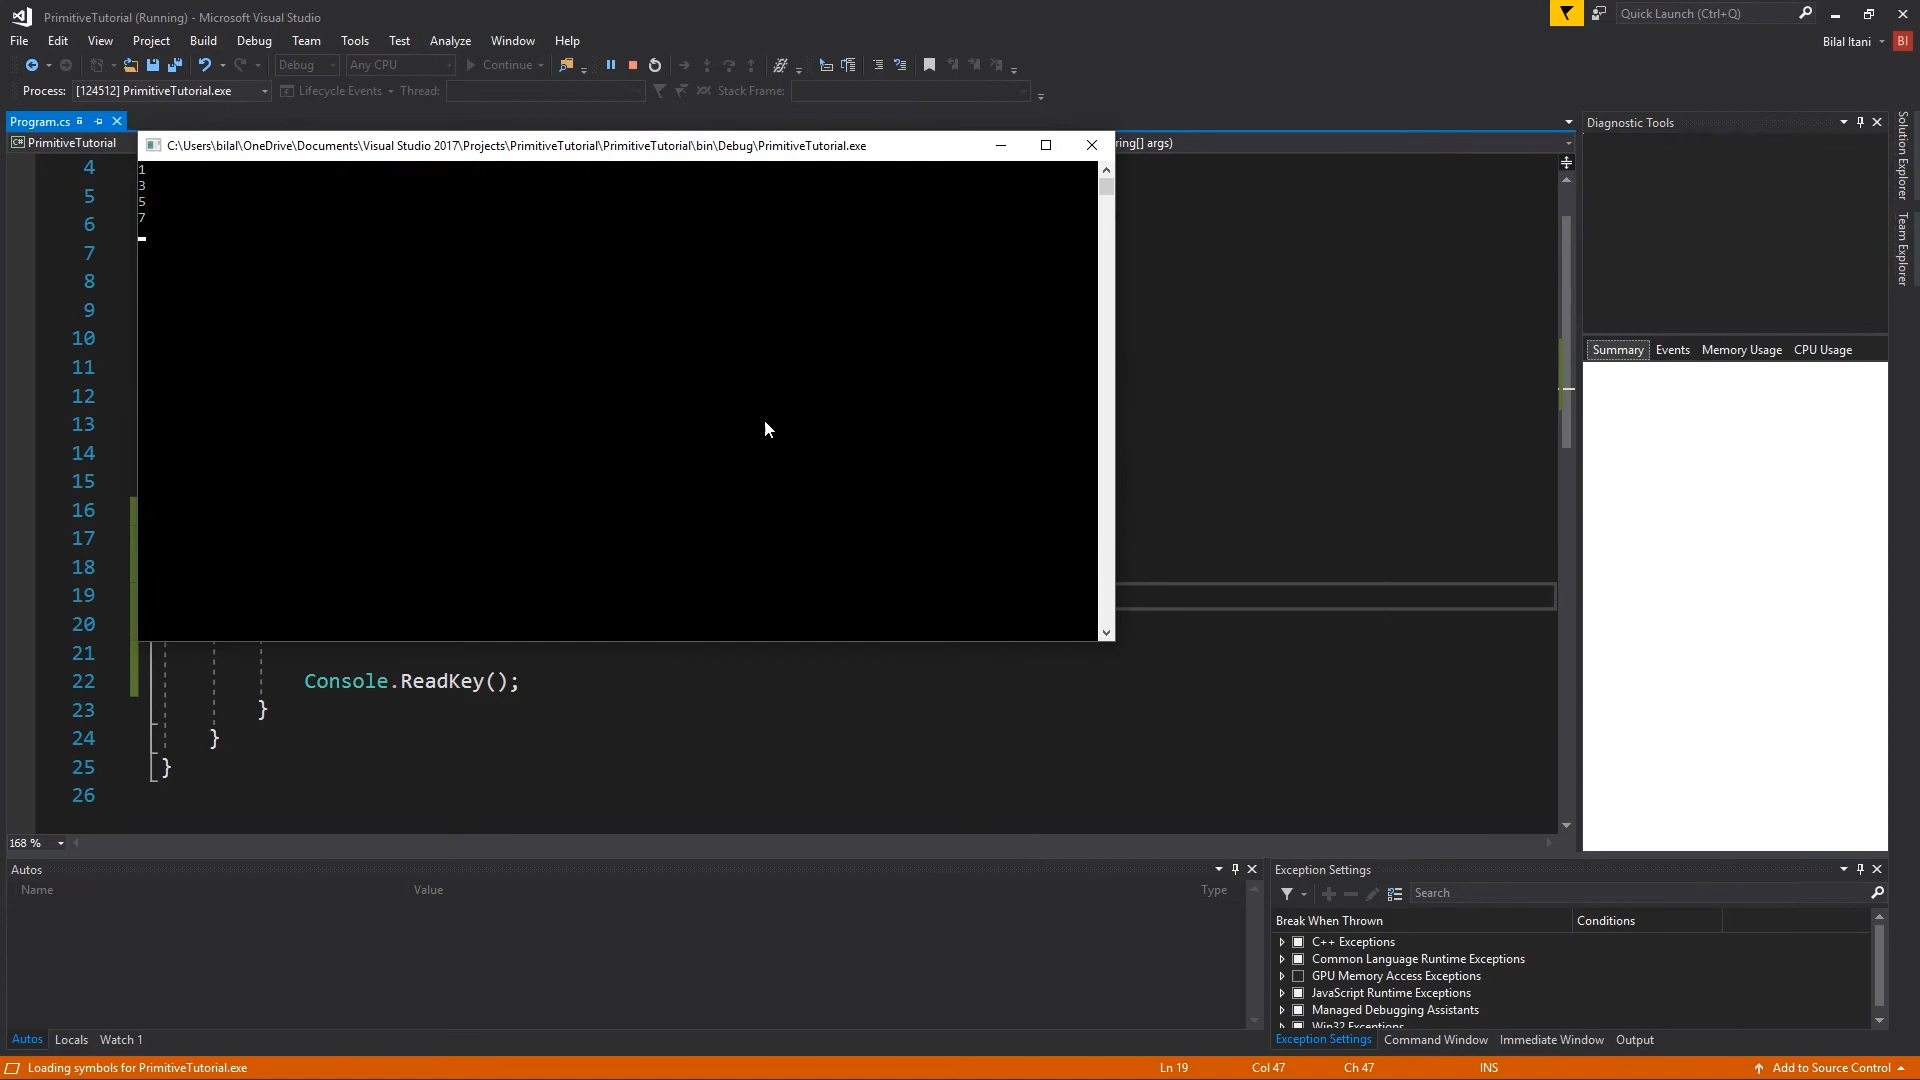 PrimitiveTutorial (Running) - Microsoft Visual Studio
Quick Launch (Ctrl+Q)
File Edit View Project Build Debug Team Tools Test Analyze Window Help
Bilal Itani BI
Debug Any CPU Continue
Process: [124512] PrimitiveTutorial.exe Lifecycle Events Thread: Stack Frame:
Program.cs
PrimitiveTutorial
ring[] args)
C:\Users\bilal\OneDrive\Documents\Visual Studio 2017\Projects\PrimitiveTutorial\PrimitiveTutorial\bin\Debug\PrimitiveTutorial.exe
1
3
5
7
4
5
6
7
8
9
10
11
12
13
14
15
16
17
18
19
20
21
22 Console.ReadKey();
23 }
24 }
25 }
26
168 %
Diagnostic Tools
Summary Events Memory Usage CPU Usage
Solution Explorer
Team Explorer
Autos
Name Value Type
Autos Locals Watch 1
Exception Settings
Search
Break When Thrown Conditions
C++ Exceptions
Common Language Runtime Exceptions
GPU Memory Access Exceptions
JavaScript Runtime Exceptions
Managed Debugging Assistants
Win32 Exceptions
Exception Settings Command Window Immediate Window Output
Loading symbols for PrimitiveTutorial.exe Ln 19 Col 47 Ch 47 INS Add to Source Control